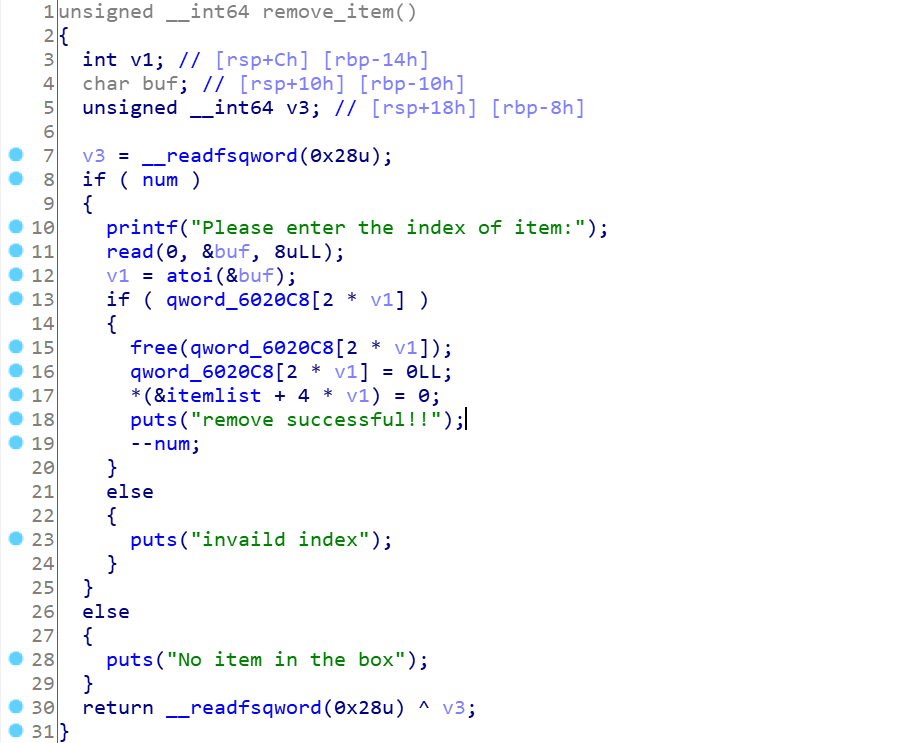 1 unsigned __int64 remove_item()
2 {
3   int v1; // [rsp+Ch] [rbp-14h]
4   char buf; // [rsp+10h] [rbp-10h]
5   unsigned __int64 v3; // [rsp+18h] [rbp-8h]
6
7   v3 = __readfsqword(0x28u);
8   if ( num )
9   {
10     printf("Please enter the index of item:");
11     read(0, &buf, 8uLL);
12     v1 = atoi(&buf);
13     if ( qword_6020C8[2 * v1] )
14     {
15       free(qword_6020C8[2 * v1]);
16       qword_6020C8[2 * v1] = 0LL;
17       *(&itemlist + 4 * v1) = 0;
18       puts("remove successful!!");
19       --num;
20     }
21     else
22     {
23       puts("invaild index");
24     }
25   }
26   else
27   {
28     puts("No item in the box");
29   }
30   return __readfsqword(0x28u) ^ v3;
31 }